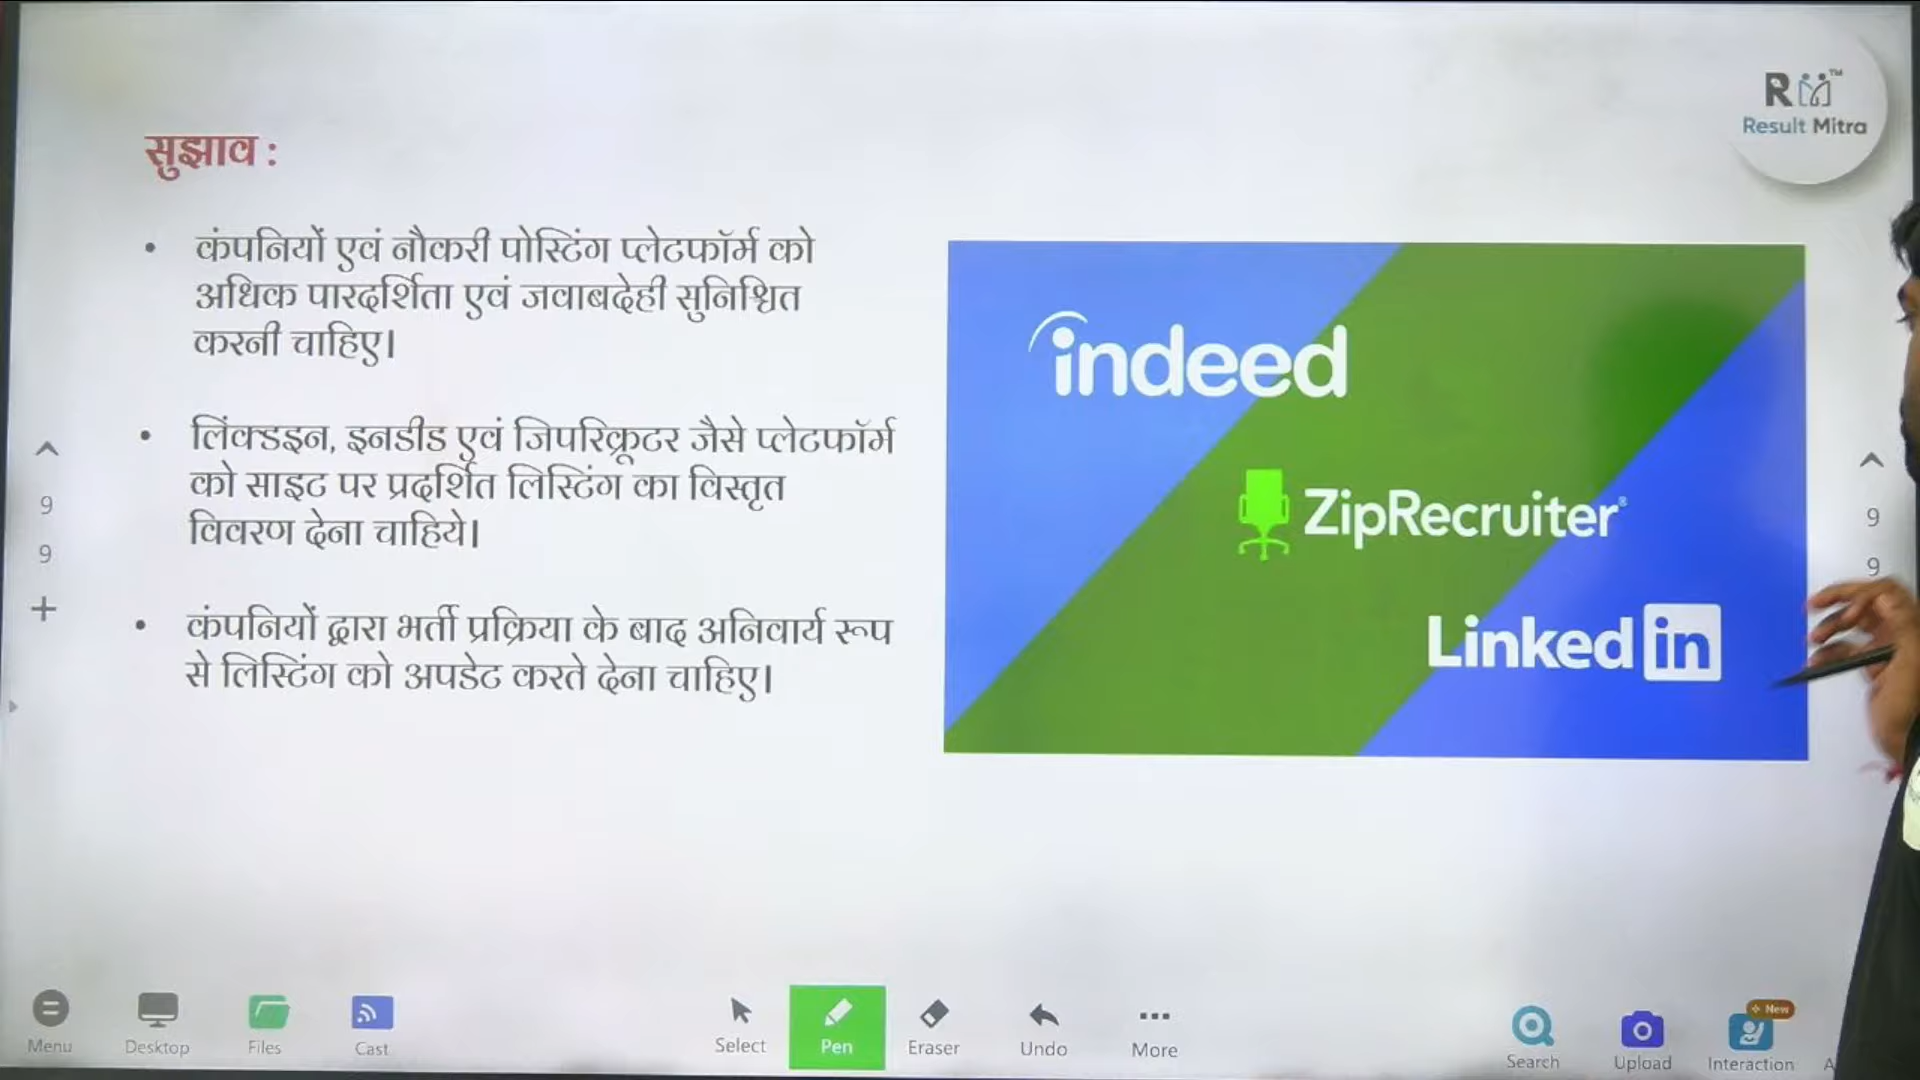 R TM
Result Mitra
सुझाव :
• कंपनियों एवं नौकरी पोस्टिंग प्लेटफॉर्म को
अधिक पारदर्शिता एवं जवाबदेही सुनिश्चित
करनी चाहिए।
• लिंक्डइन, इनडीड एवं जिपरिक्रूटर जैसे प्लेटफॉर्म
को साइट पर प्रदर्शित लिस्टिंग का विस्तृत
विवरण देना चाहिये।
• कंपनियों द्वारा भर्ती प्रक्रिया के बाद अनिवार्य रूप
से लिस्टिंग को अपडेट करते देना चाहिए।
indeed
ZipRecruiter®
Linked in
9
9
9
9
Menu
Desktop
Files
Cast
Select
Pen
Eraser
Undo
More
Search
Upload
New
Interaction
A